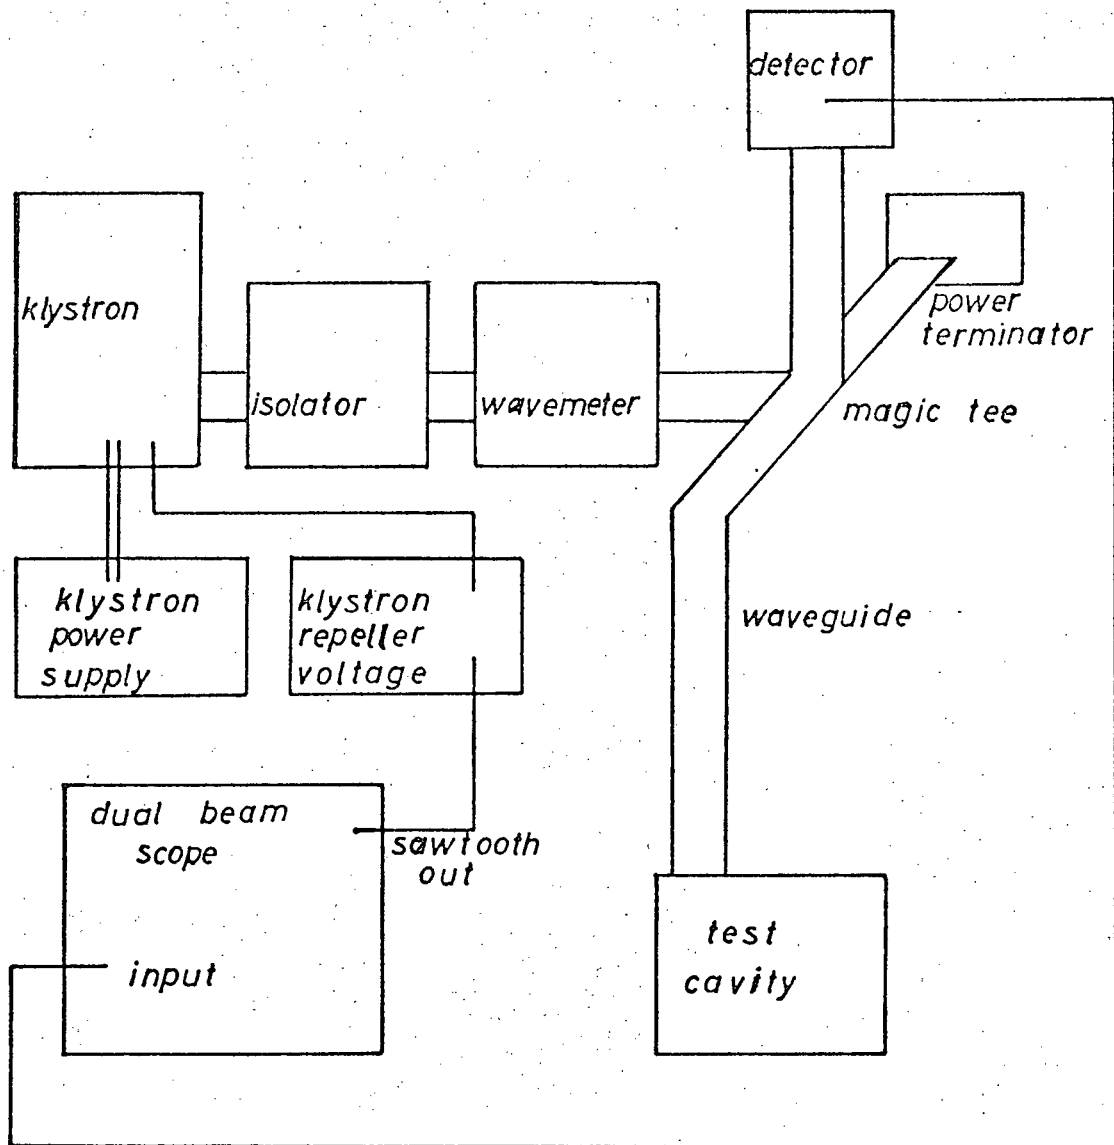 detector
klystron
isolator
wavemeter
power
terminator
magic tee
klystron
power
supply
klystron
repeller
voltage
waveguide
dual beam
scope
sawtooth
out
input
test
cavity